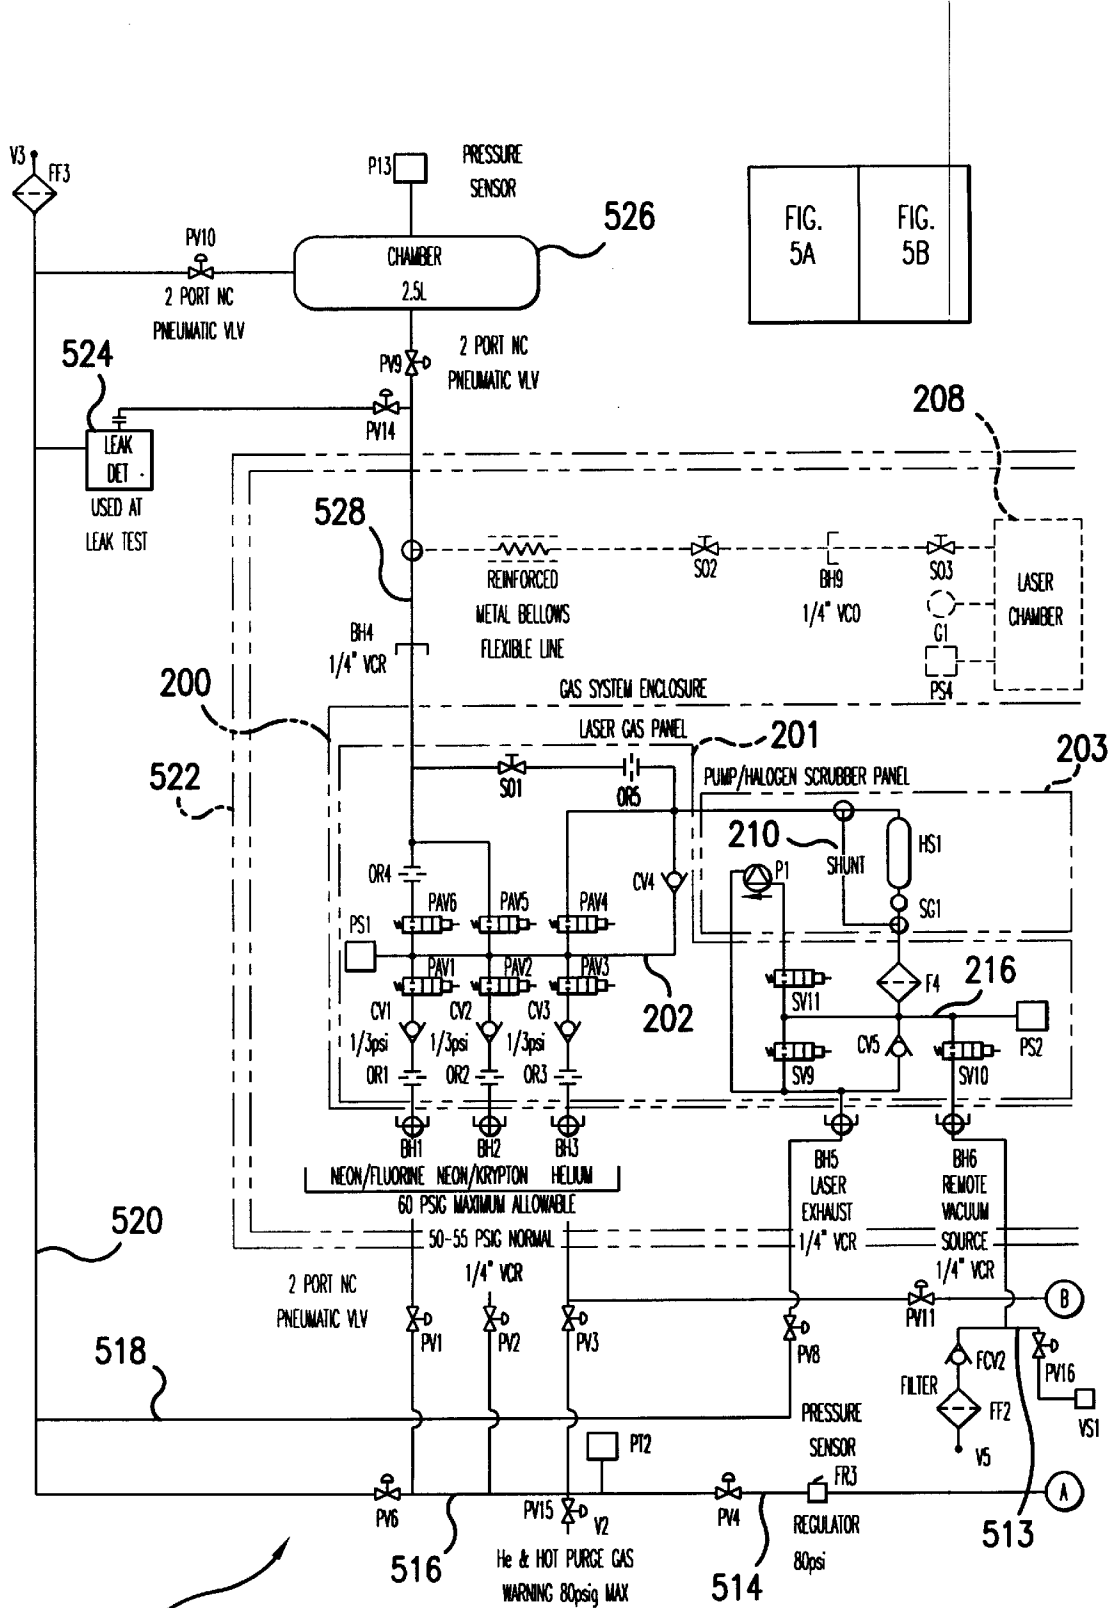 V3
FF3
P13
PRESSURE
SENSOR
526
FIG.
5A
FIG.
5B
PV10
CHAMBER
2.5L
2 PORT NC
PNEUMATIC VLV
524
PV9
2 PORT NC
PNEUMATIC VLV
208
PV14
LEAK
DET
USED AT
LEAK TEST
528
SO2
BH9
1/4" VCO
SO3
LASER
CHAMBER
REINFORCED
METAL BELLOWS
FLEXIBLE LINE
G1
PS4
BH4
1/4" VCR
200
GAS SYSTEM ENCLOSURE
LASER GAS PANEL
201
203
522
PUMP/HALOGEN SCRUBBER PANEL
SO1
OR5
210
SHUNT
HS1
P1
OR4
CV4
SG1
PAV6
PAV5
PAV4
PS1
PAV1
PAV2
PAV3
202
SV11
F4
216
CV1
CV2
CV3
1/3psi
1/3psi
1/3psi
CV5
PS2
OR1
OR2
OR3
SV9
SV10
BH1
BH2
BH3
BH5
BH6
NEON/FLUORINE
NEON/KRYPTON
HELIUM
LASER
EXHAUST
1/4" VCR
REMOTE
VACUUM
SOURCE
1/4" VCR
60 PSIG MAXIMUM ALLOWABLE
50-55 PSIG NORMAL
1/4" VCR
520
2 PORT NC
PNEUMATIC VLV
PV1
PV2
PV3
PV8
PV11
B
518
FCV2
PV16
FILTER
FF2
VS1
V5
PRESSURE
SENSOR
PT2
FR3
PV6
PV15
V2
PV4
REGULATOR
80psi
A
516
He & HOT PURGE GAS
WARNING 80psig MAX
514
513